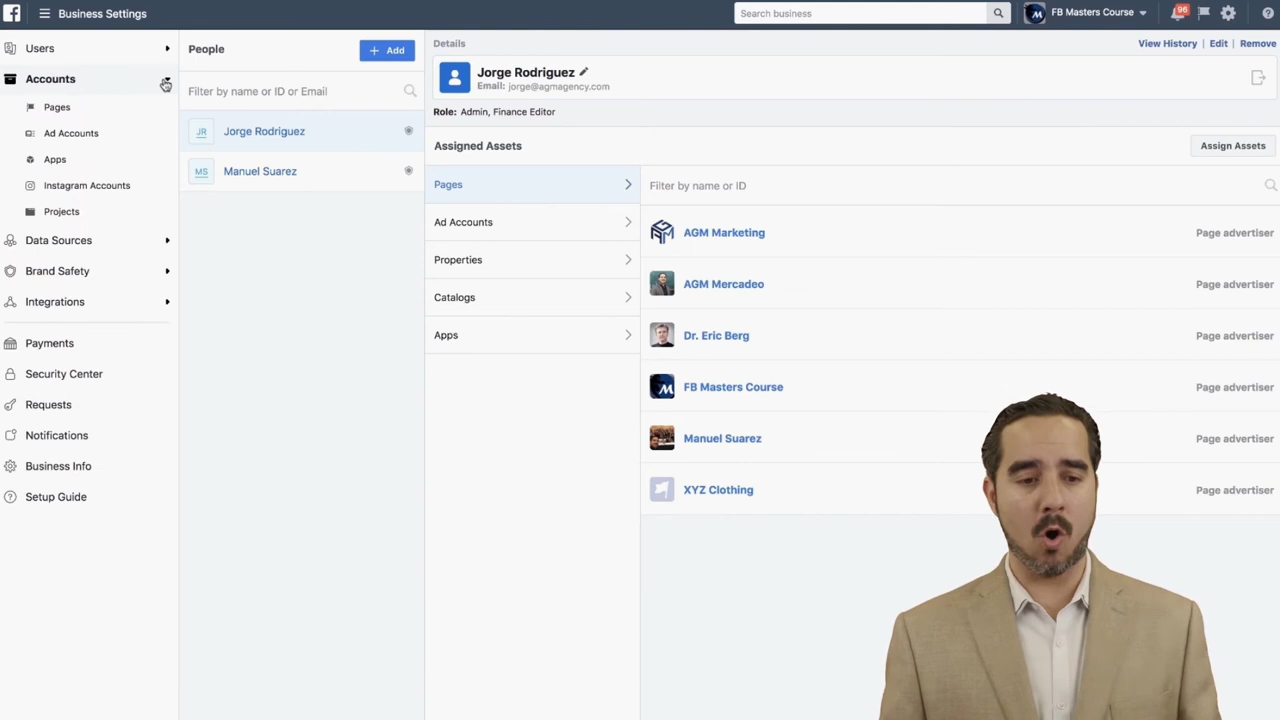 Business Settings
Search business
FB Masters Course
96
Users
Accounts
Pages
Ad Accounts
Apps
Instagram Accounts
Projects
Data Sources
Brand Safety
Integrations
Payments
Security Center
Requests
Notifications
Business Info
Setup Guide
People
+ Add
Filter by name or ID or Email
JR Jorge Rodriguez
MS Manuel Suarez
Details
View History | Edit | Remove
Jorge Rodriguez
Email: jorge@agmagency.com
Role: Admin, Finance Editor
Assigned Assets
Assign Assets
Pages
Ad Accounts
Properties
Catalogs
Apps
Filter by name or ID
AGM Marketing Page advertiser
AGM Mercadeo Page advertiser
Dr. Eric Berg Page advertiser
FB Masters Course Page advertiser
Manuel Suarez Page advertiser
XYZ Clothing Page advertiser